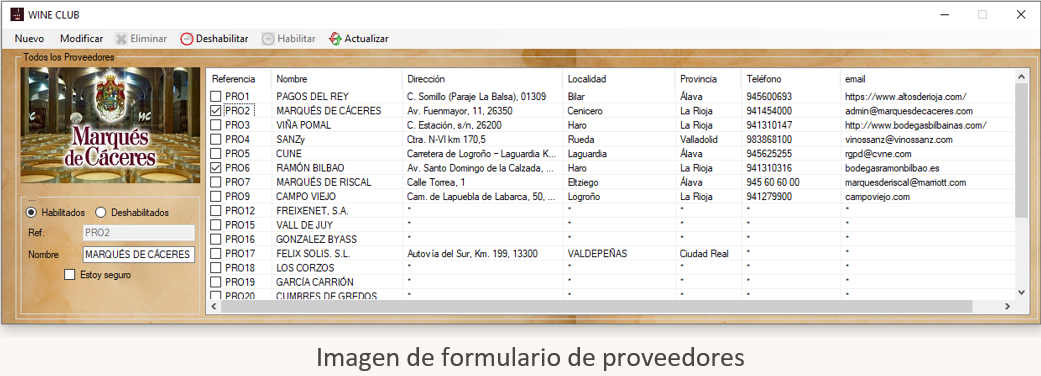 WINE CLUB
Nuevo Modificar Eliminar Deshabilitar Habilitar Actualizar
Todos los Proveedores
MC
Marqués
de Cáceres
...
Habilitados Deshabilitados
Ref. PRO2
Nombre MARQUÉS DE CÁCERES
Estoy seguro
Referencia Nombre Dirección Localidad Provincia Teléfono email
PRO1 PAGOS DEL REY C. Somillo (Paraje La Balsa), 01309 Bilar Álava 945600693 https://www.altosderioja.com/
PRO2 MARQUÉS DE CÁCERES Av. Fuenmayor, 11, 26350 Cenicero La Rioja 941454000 admin@marquesdecaceres.com
PRO3 VIÑA POMAL C. Estación, s/n, 26200 Haro La Rioja 941310147 http://www.bodegasbilbainas.com/
PRO4 SANZy Ctra. N-VI km 170,5 Rueda Valladolid 983868100 vinossanz@vinossanz.com
PRO5 CUNE Carretera de Logroño - Laguardia K... Laguardia Álava 945625255 rgpd@cvne.com
PRO6 RAMÓN BILBAO Av. Santo Domingo de la Calzada, ... Haro La Rioja 941310316 bodegasramonbilbao.es
PRO7 MARQUÉS DE RISCAL Calle Torrea, 1 Eltziego Álava 945 60 60 00 marquesderiscal@marriott.com
PRO9 CAMPO VIEJO Cam. de Lapuebla de Labarca, 50, ... Logroño La Rioja 941279900 campoviejo.com
PRO12 FREIXENET, S.A. * * * * *
PRO15 VALL DE JUY * * * * *
PRO16 GONZALEZ BYASS * * * * *
PRO17 FELIX SOLIS. S.L. Autovía del Sur, Km. 199, 13300 VALDEPEÑAS Ciudad Real * *
PRO18 LOS CORZOS * * * * *
PRO19 GARCÍA CARRIÓN * * * * *
PRO20 CUMBRES DE GREDOS * * * * *
Imagen de formulario de proveedores